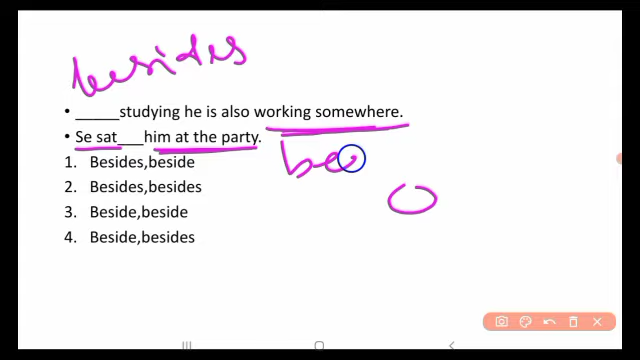 besides
• _____studying he is also working somewhere.
• Se sat___him at the party.
be
1. Besides,beside
2. Besides,besides
3. Beside,beside
4. Beside,besides